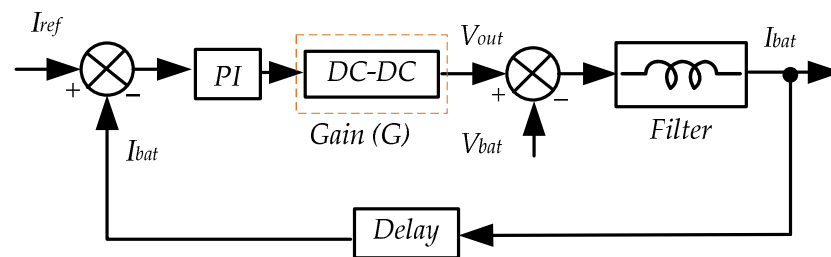 Iref
+
−
PI
DC-DC
Gain (G)
Vout
+
−
Vbat
Filter
Ibat
Ibat
Delay